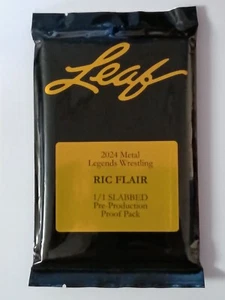 Leaf
2024 Metal
Legends Wrestling
RIC FLAIR
1/1 SLABBED
Pre-Production
Proof Pack